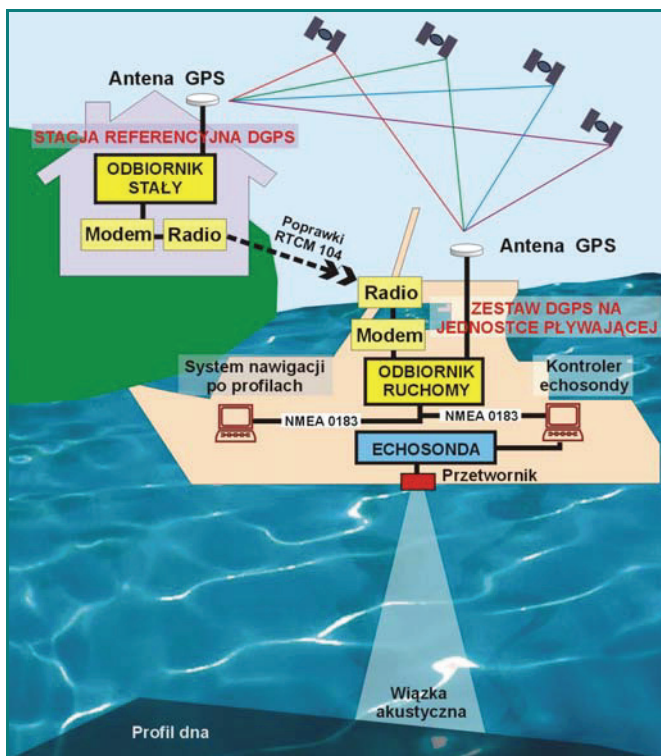 Antena GPS
STACJA REFERENCYJNA DGPS
ODBIORNIK
STAŁY
Modem
Radio
Poprawki
RTCM 104
Antena GPS
Radio
ZESTAW DGPS NA
JEDNOSTCE PŁYWAJĄCEJ
Modem
System nawigacji
po profilach
ODBIORNIK
RUCHOMY
Kontroler
echosondy
NMEA 0183
NMEA 0183
ECHOSONDA
Przetwornik
Wiązka
akustyczna
Profil dna